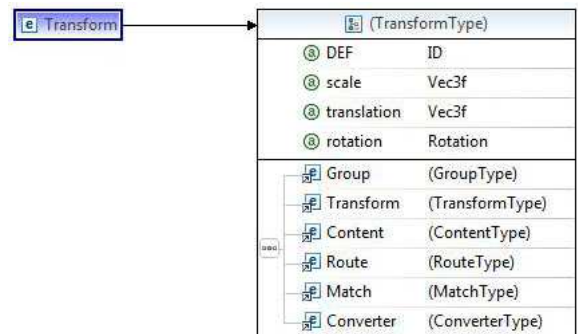 e Transform
(TransformType)
a DEF ID
a scale Vec3f
a translation Vec3f
a rotation Rotation
e Group (GroupType)
e Transform (TransformType)
e Content (ContentType)
e Route (RouteType)
e Match (MatchType)
e Converter (ConverterType)